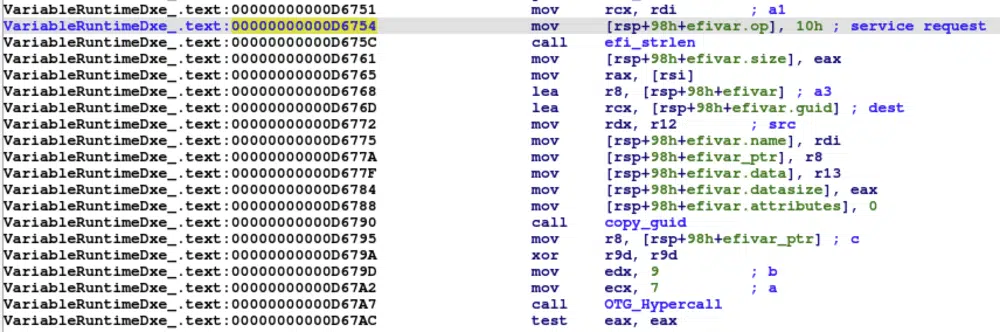 VariableRuntimeDxe_.text:00000000000D6751 mov rcx, rdi ; a1
VariableRuntimeDxe_.text:00000000000D6754 mov [rsp+98h+efivar.op], 10h ; service request
VariableRuntimeDxe_.text:00000000000D675C call efi_strlen
VariableRuntimeDxe_.text:00000000000D6761 mov [rsp+98h+efivar.size], eax
VariableRuntimeDxe_.text:00000000000D6765 mov rax, [rsi]
VariableRuntimeDxe_.text:00000000000D6768 lea r8, [rsp+98h+efivar] ; a3
VariableRuntimeDxe_.text:00000000000D676D lea rcx, [rsp+98h+efivar.guid] ; dest
VariableRuntimeDxe_.text:00000000000D6772 mov rdx, r12 ; src
VariableRuntimeDxe_.text:00000000000D6775 mov [rsp+98h+efivar.name], rdi
VariableRuntimeDxe_.text:00000000000D677A mov [rsp+98h+efivar_ptr], r8
VariableRuntimeDxe_.text:00000000000D677F mov [rsp+98h+efivar.data], r13
VariableRuntimeDxe_.text:00000000000D6784 mov [rsp+98h+efivar.datasize], eax
VariableRuntimeDxe_.text:00000000000D6788 mov [rsp+98h+efivar.attributes], 0
VariableRuntimeDxe_.text:00000000000D6790 call copy_guid
VariableRuntimeDxe_.text:00000000000D6795 mov r8, [rsp+98h+efivar_ptr] ; c
VariableRuntimeDxe_.text:00000000000D679A xor r9d, r9d
VariableRuntimeDxe_.text:00000000000D679D mov edx, 9 ; b
VariableRuntimeDxe_.text:00000000000D67A2 mov ecx, 7 ; a
VariableRuntimeDxe_.text:00000000000D67A7 call OTG_Hypercall
VariableRuntimeDxe_.text:00000000000D67AC test eax, eax